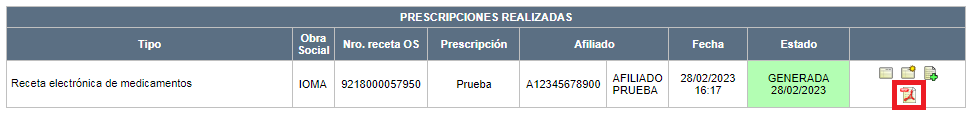 PRESCRIPCIONES REALIZADAS
Tipo Obra Social Nro. receta OS Prescripción Afiliado Fecha Estado
Receta electrónica de medicamentos IOMA 9218000057950 Prueba A12345678900 AFILIADO PRUEBA 28/02/2023 16:17 GENERADA 28/02/2023